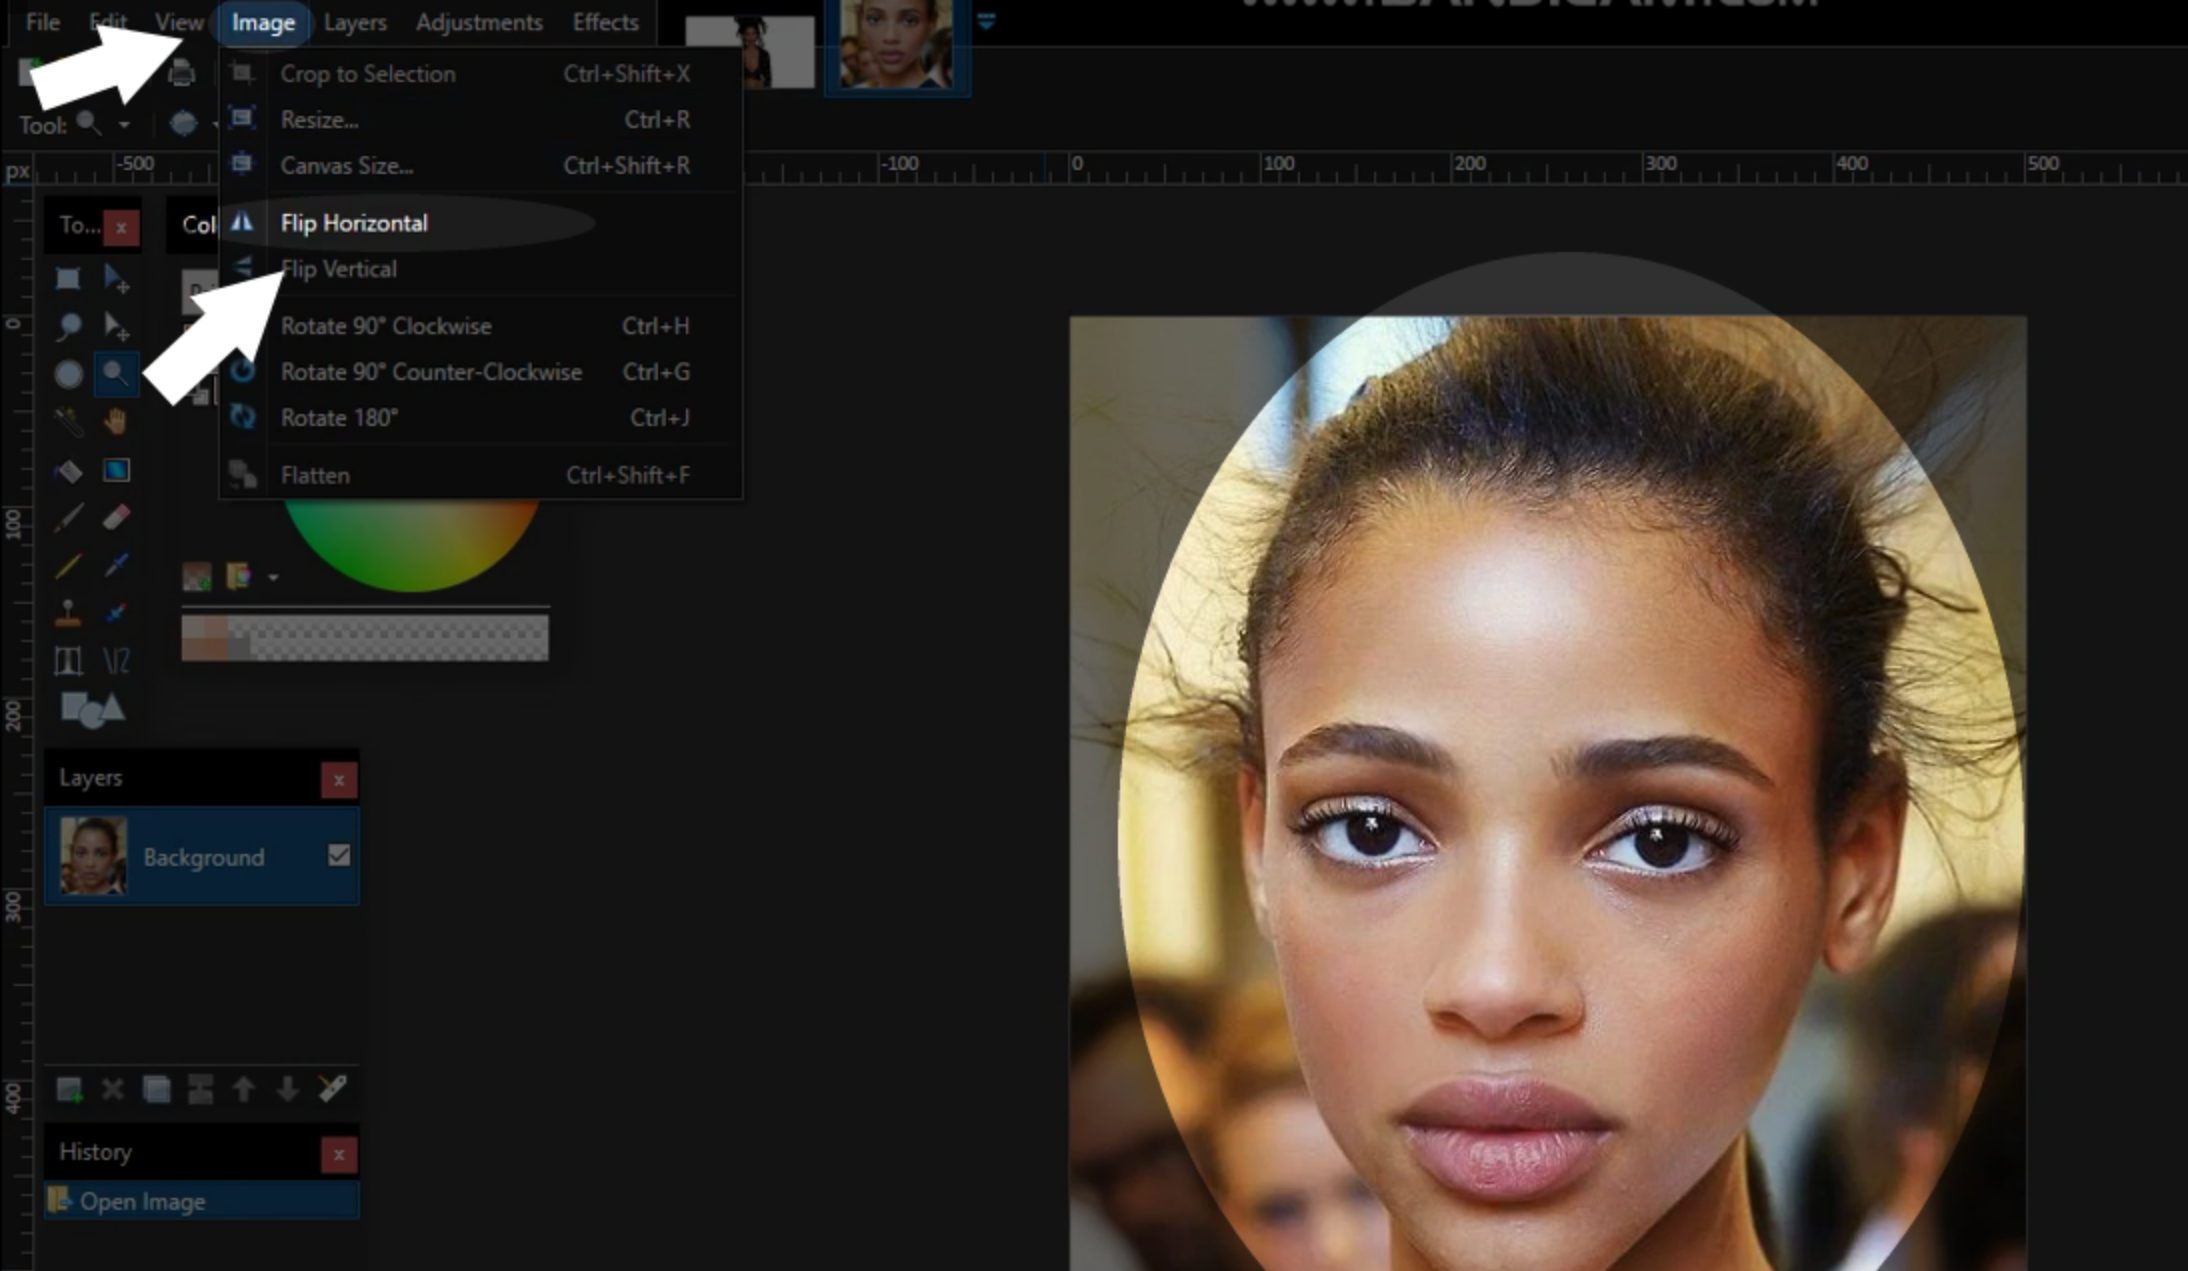 File Edit View Image Layers Adjustments Effects
Crop to Selection Ctrl+Shift+X
Resize... Ctrl+R
Tool:
Canvas Size... Ctrl+Shift+R
px -500 -100 0 100 200 300 400 500
Flip Horizontal
To... x Col
Flip Vertical
Rotate 90° Clockwise Ctrl+H
0
Rotate 90° Counter-Clockwise Ctrl+G
Rotate 180° Ctrl+J
Flatten Ctrl+Shift+F
100
200
Layers x
Background
300
400
History x
Open Image